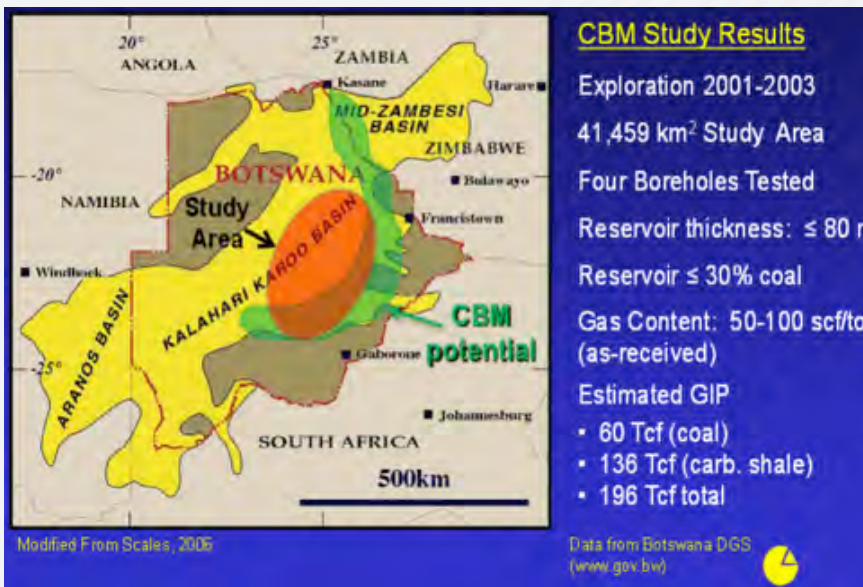 20°
25°
ANGOLA
ZAMBIA
Kasane
Harare
MID-ZAMBESI
BASIN
ZIMBABWE
-20°
BOTSWANA
Bulawayo
NAMIBIA
Study
Area
Francistown
Windhoek
KALAHARI KAROO BASIN
ARANOS BASIN
CBM
potential
-25°
Gaborone
Johannesburg
SOUTH AFRICA
500km
Modified From Scales, 2006
CBM Study Results
Exploration 2001-2003
41,459 km² Study Area
Four Boreholes Tested
Reservoir thickness: ≤ 80
Reservoir ≤ 30% coal
Gas Content: 50-100
(as-received)
Estimated GIP
▪ 60 Tcf (coal)
▪ 136 Tcf (carb. shale)
▪ 196 Tcf total
Data from Botswana DGS
(www.gov.bw)